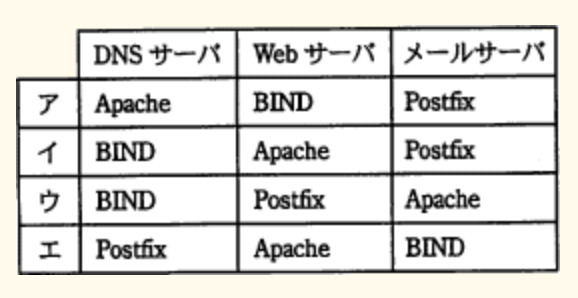 DNS サーバ Web サーバ メールサーバ
ア Apache BIND Postfix
イ BIND Apache Postfix
ウ BIND Postfix Apache
エ Postfix Apache BIND